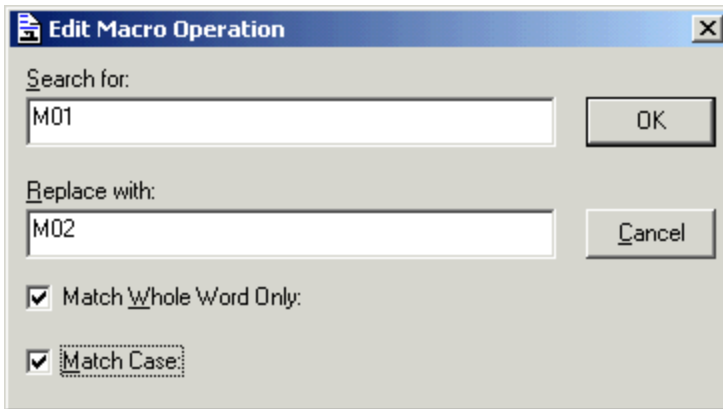 Edit Macro Operation
Search for:
M01
OK
Replace with:
M02
Cancel
Match Whole Word Only:
Match Case: